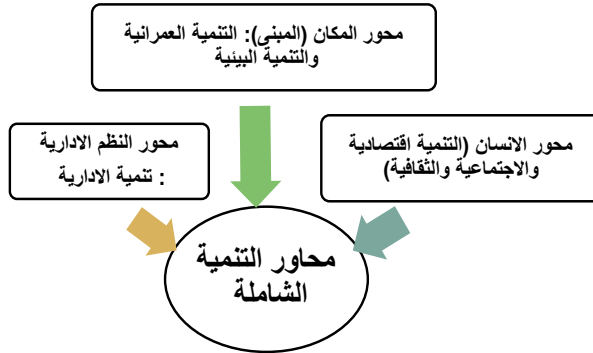 محور المكان (المبنى): التنمية العمرانية
والتنمية البيئية
محور الانسان (التنمية اقتصادية
والاجتماعية والثقافية)
محور النظم الادارية
: تنمية الادارية
محاور التنمية
الشاملة